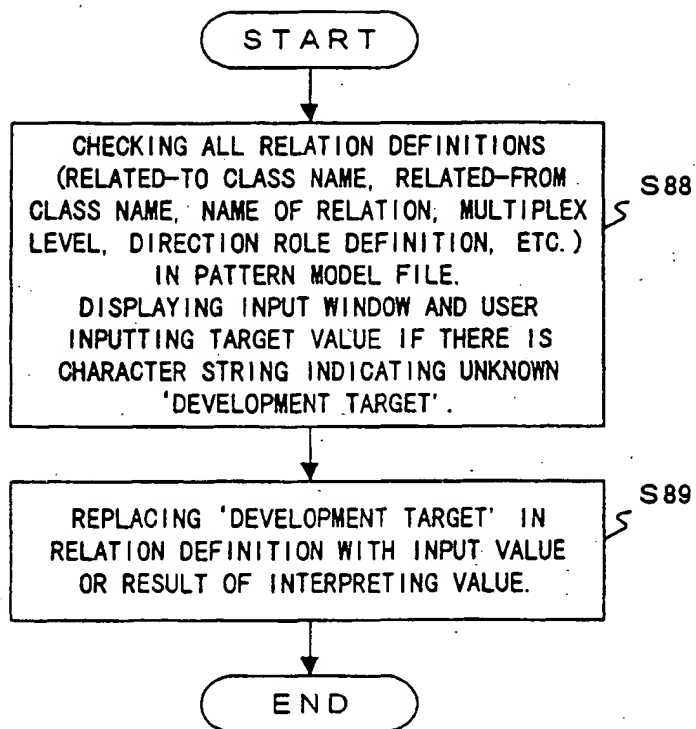 START
CHECKING ALL RELATION DEFINITIONS
(RELATED-TO CLASS NAME, RELATED-FROM
CLASS NAME, NAME OF RELATION, MULTIPLEX
LEVEL, DIRECTION ROLE DEFINITION, ETC.)
IN PATTERN MODEL FILE.
DISPLAYING INPUT WINDOW AND USER
INPUTTING TARGET VALUE IF THERE IS
CHARACTER STRING INDICATING UNKNOWN
'DEVELOPMENT TARGET'.
S88
REPLACING 'DEVELOPMENT TARGET' IN
RELATION DEFINITION WITH INPUT VALUE
OR RESULT OF INTERPRETING VALUE.
S89
END